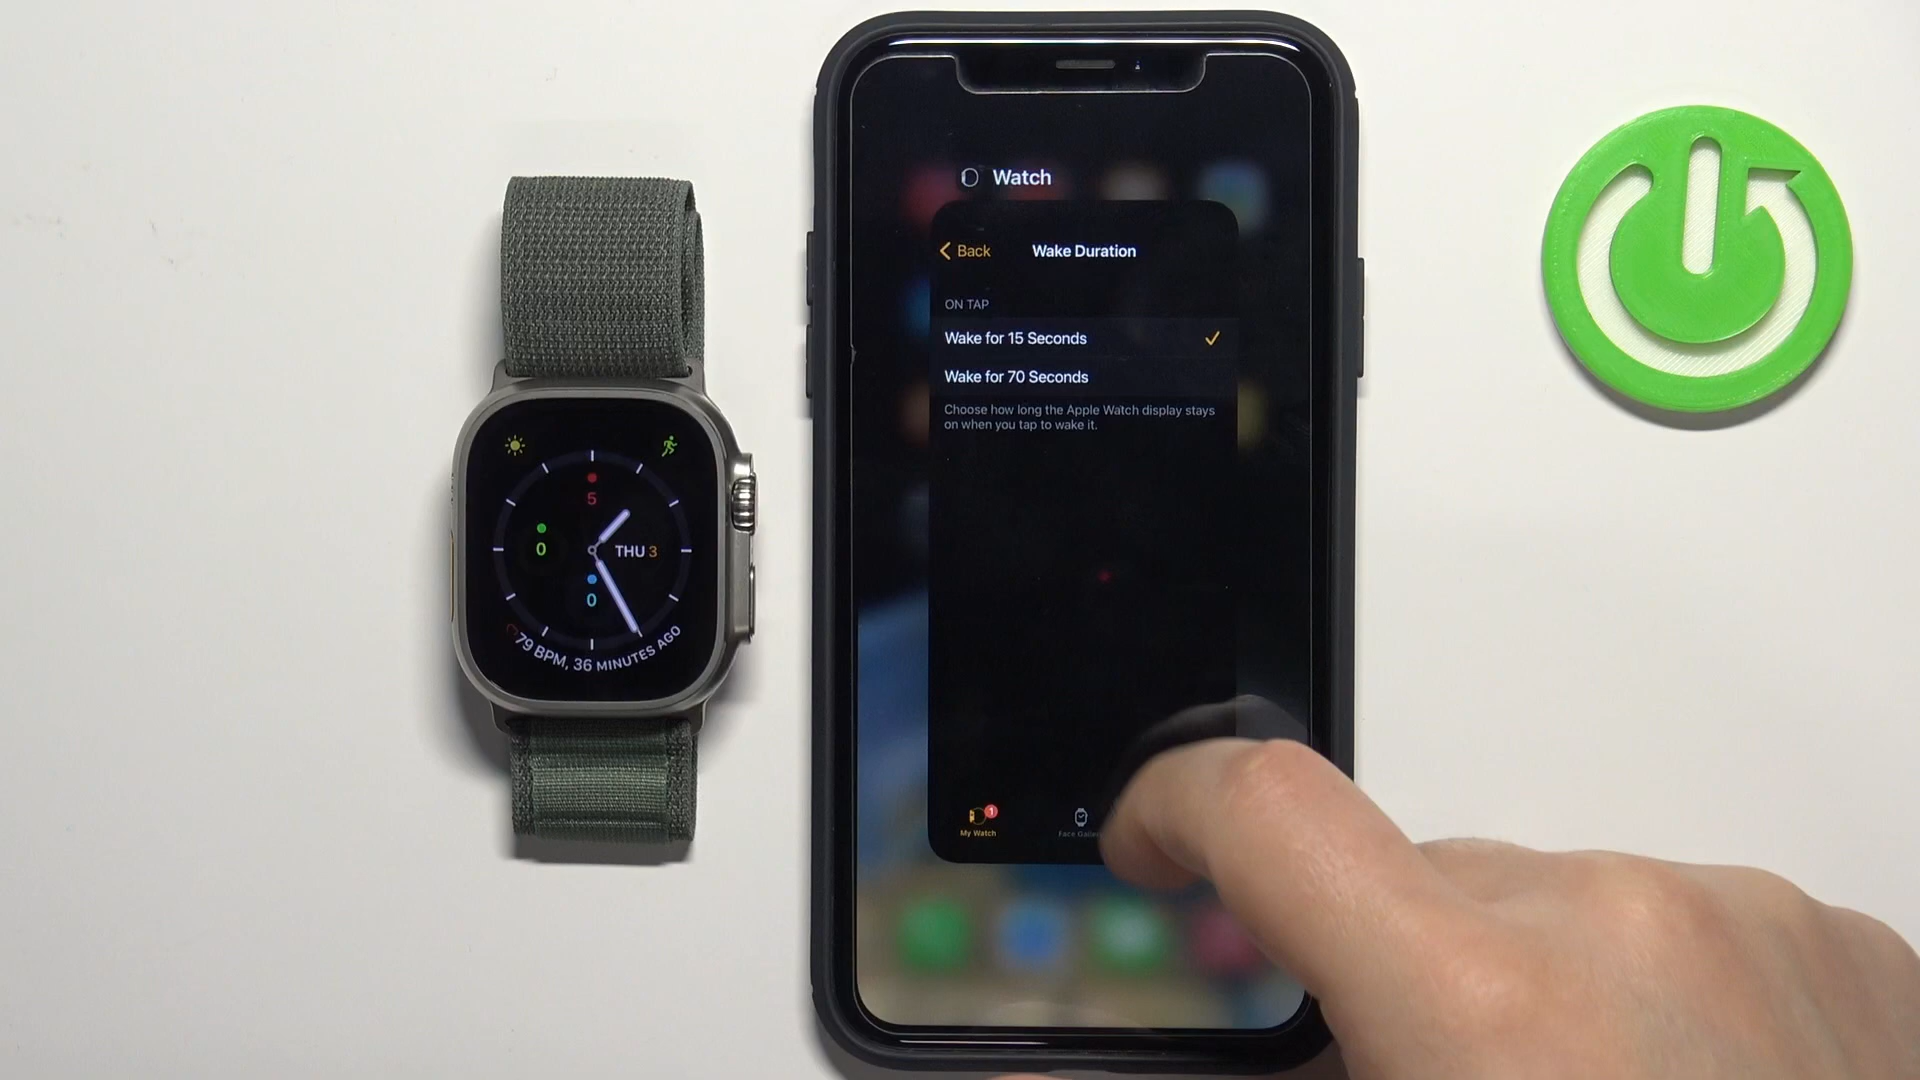 5
0
THU 3
0
79 BPM, 36 MINUTES AGO
Watch
Back
Wake Duration
ON TAP
Wake for 15 Seconds
Wake for 70 Seconds
Choose how long the Apple Watch display stays
on when you tap to wake it.
1
My Watch
Face